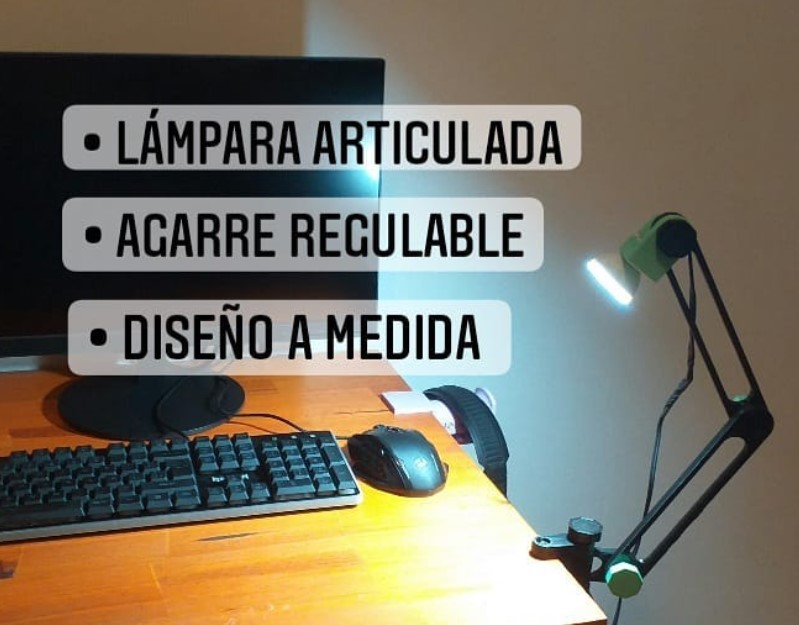 • LÁMPARA ARTICULADA
• AGARRE REGULABLE
• DISEÑO A MEDIDA